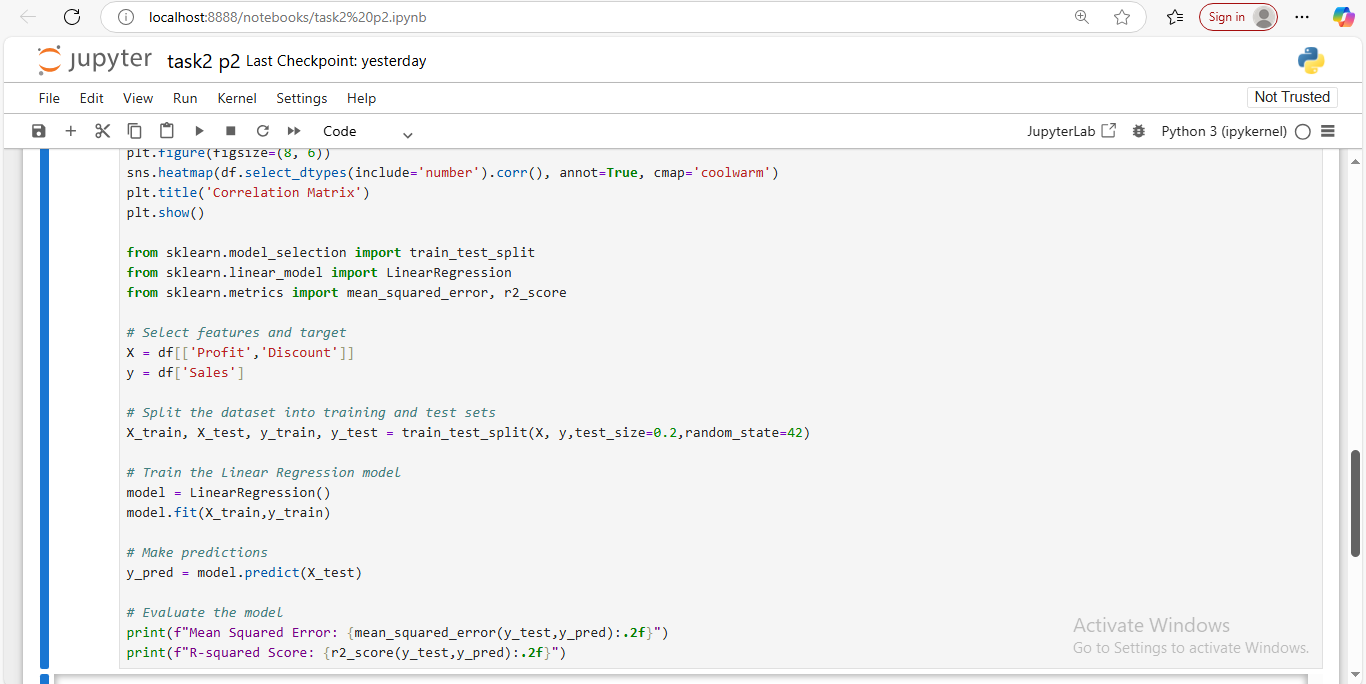 localhost:8888/notebooks/task2%20p2.ipynb
Sign in
jupyter task2 p2 Last Checkpoint: yesterday
File Edit View Run Kernel Settings Help
Not Trusted
Code
JupyterLab Python 3 (ipykernel)
plt.figure(figsize=(8, 6))
sns.heatmap(df.select_dtypes(include='number').corr(), annot=True, cmap='coolwarm')
plt.title('Correlation Matrix')
plt.show()
from sklearn.model_selection import train_test_split
from sklearn.linear_model import LinearRegression
from sklearn.metrics import mean_squared_error, r2_score
# Select features and target
X = df[['Profit','Discount']]
y = df['Sales']
# Split the dataset into training and test sets
X_train, X_test, y_train, y_test = train_test_split(X, y,test_size=0.2,random_state=42)
# Train the Linear Regression model
model = LinearRegression()
model.fit(X_train,y_train)
# Make predictions
y_pred = model.predict(X_test)
# Evaluate the model
print(f"Mean Squared Error: {mean_squared_error(y_test,y_pred):.2f}")
print(f"R-squared Score: {r2_score(y_test,y_pred):.2f}")
Activate Windows
Go to Settings to activate Windows.